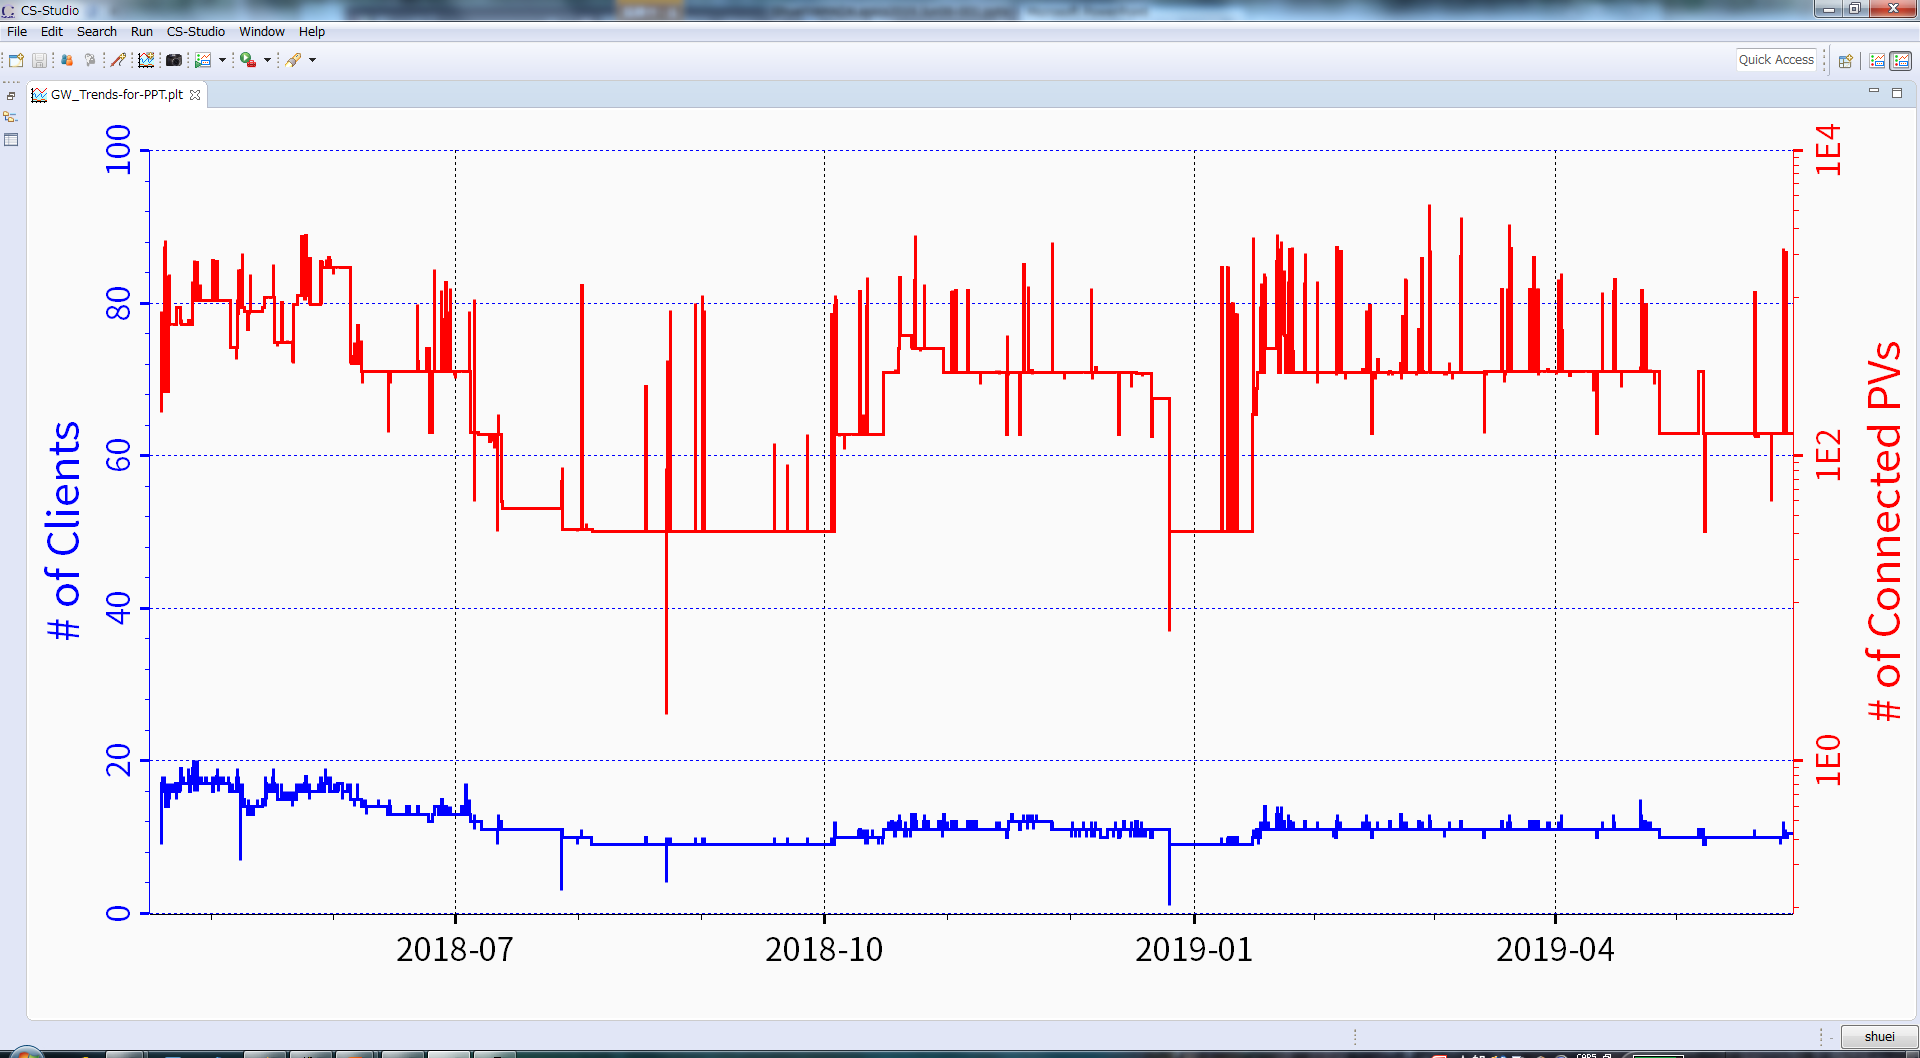 CS-Studio
File Edit Search Run CS-Studio Window Help
Quick Access
GW_Trends-for-PPT.plt
# of Clients
100
80
60
40
20
0
1E4
1E2
1E0
# of Connected PVs
2018-07 2018-10 2019-01 2019-04
shuei
CAPS